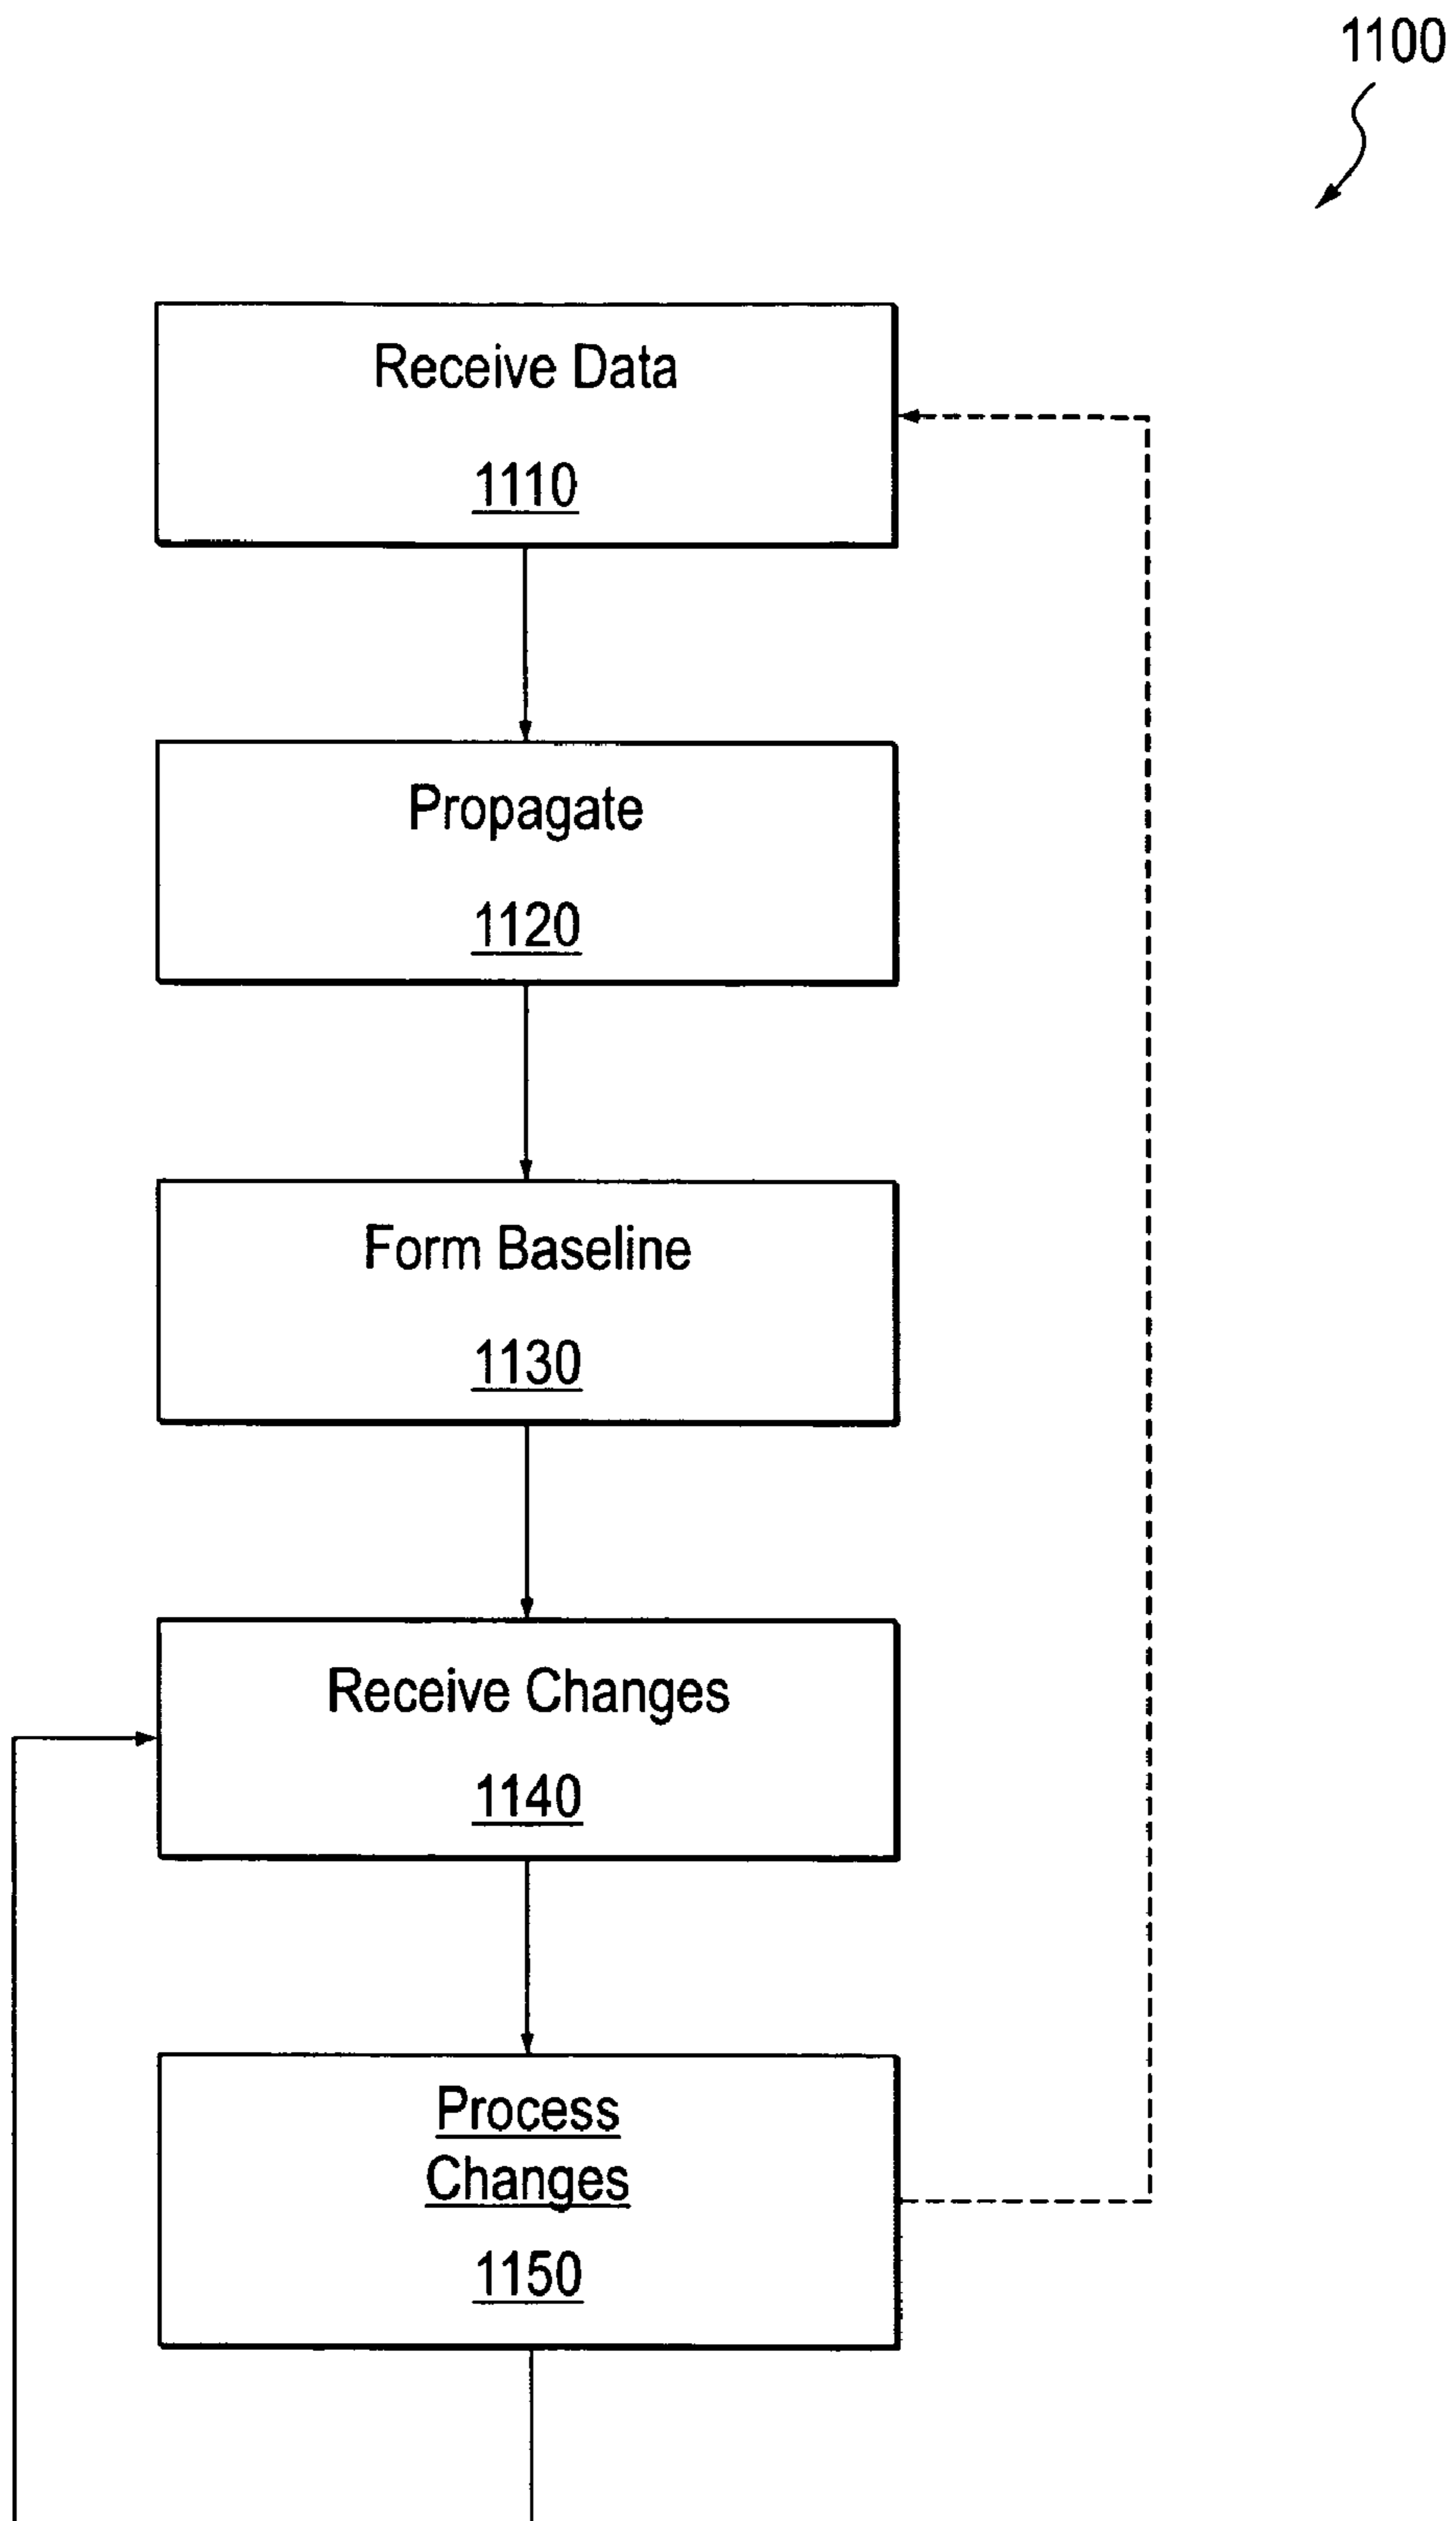 1100
Receive Data
1110
Propagate
1120
Form Baseline
1130
Receive Changes
1140
Process
Changes
1150